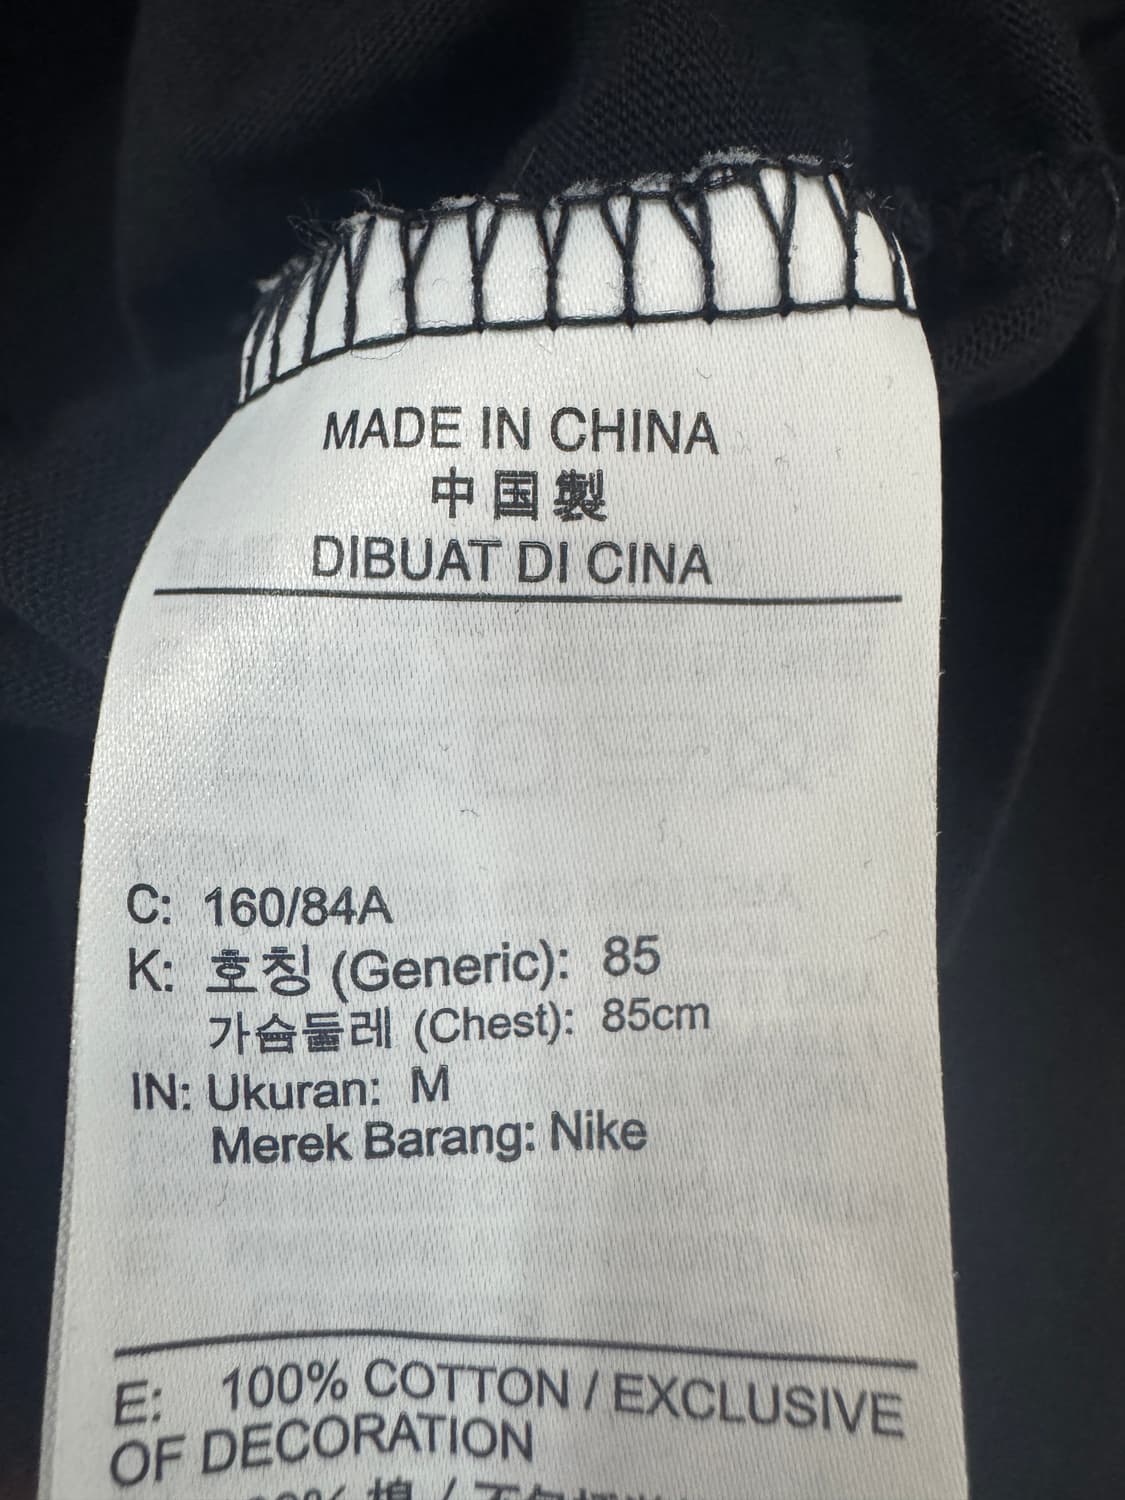 MADE IN CHINA
中国製
DIBUAT DI CINA
C: 160/84A
K: 호칭 (Generic): 85
가슴둘레 (Chest): 85cm
IN: Ukuran: M
Merek Barang: Nike
E: 100% COTTON / EXCLUSIVE
OF DECORATION